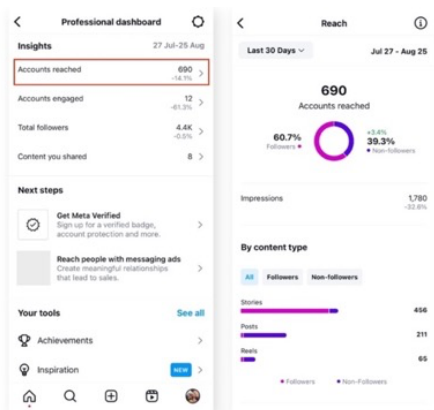 Professional dashboard
Insights
27 Jul-25 Aug
Accounts reached
690
-14.1%
Accounts engaged
12
-61.3%
Total followers
4.4K
-0.5%
Content you shared
8
Next steps
Get Meta Verified
Sign up for a verified badge,
account protection and more.
Reach people with messaging ads
Create meaningful relationships
that lead to sales.
Your tools
See all
Achievements
Inspiration
NEW
Reach
Last 30 Days
Jul 27 - Aug 25
690
Accounts reached
60.7%
Followers
+3.6%
39.3%
Non-followers
Impressions
1,780
-32.6%
By content type
All
Followers
Non-followers
Stories
456
Posts
211
Reels
65
Followers
Non-Followers